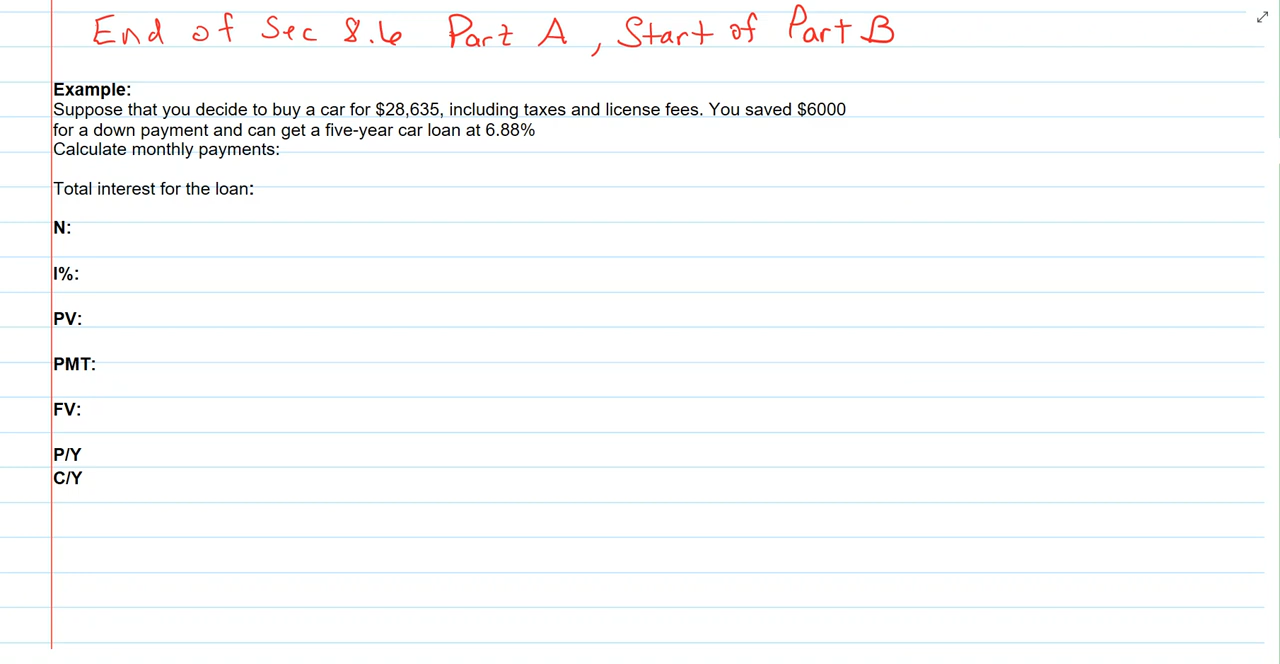 End of Sec 8.6 Part A, Start of Part B
Example:
Suppose that you decide to buy a car for $28,635, including taxes and license fees. You saved $6000
for a down payment and can get a five-year car loan at 6.88%
Calculate monthly payments:
Total interest for the loan:
N:
I%:
PV:
PMT:
FV:
P/Y
C/Y